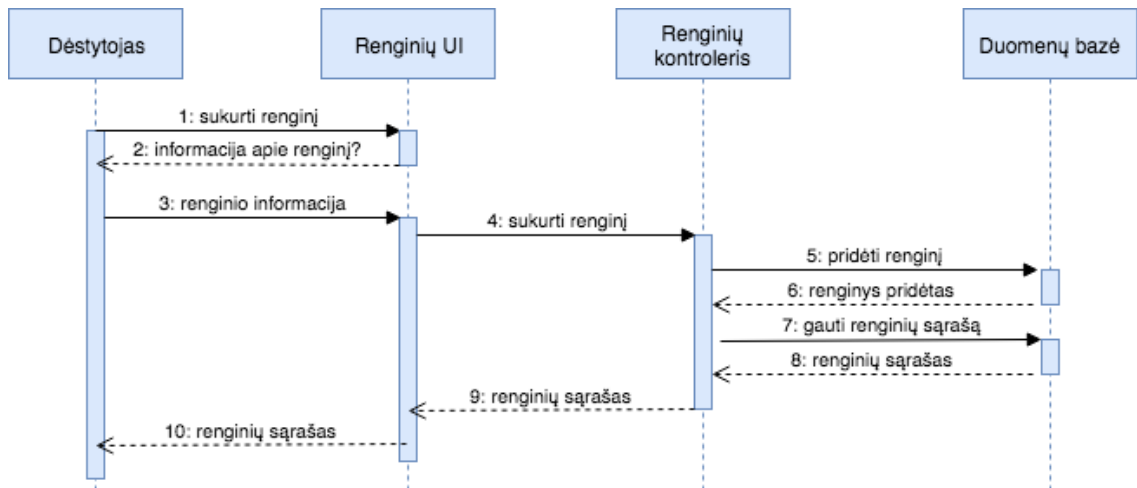 Dėstytojas
Renginių UI
Renginių
kontroleris
Duomenų bazė
1: sukurti renginį
2: informacija apie renginį?
3: renginio informacija
4: sukurti renginį
5: pridėti renginį
6: renginys pridėtas
7: gauti renginių sąrašą
8: renginių sąrašas
9: renginių sąrašas
10: renginių sąrašas